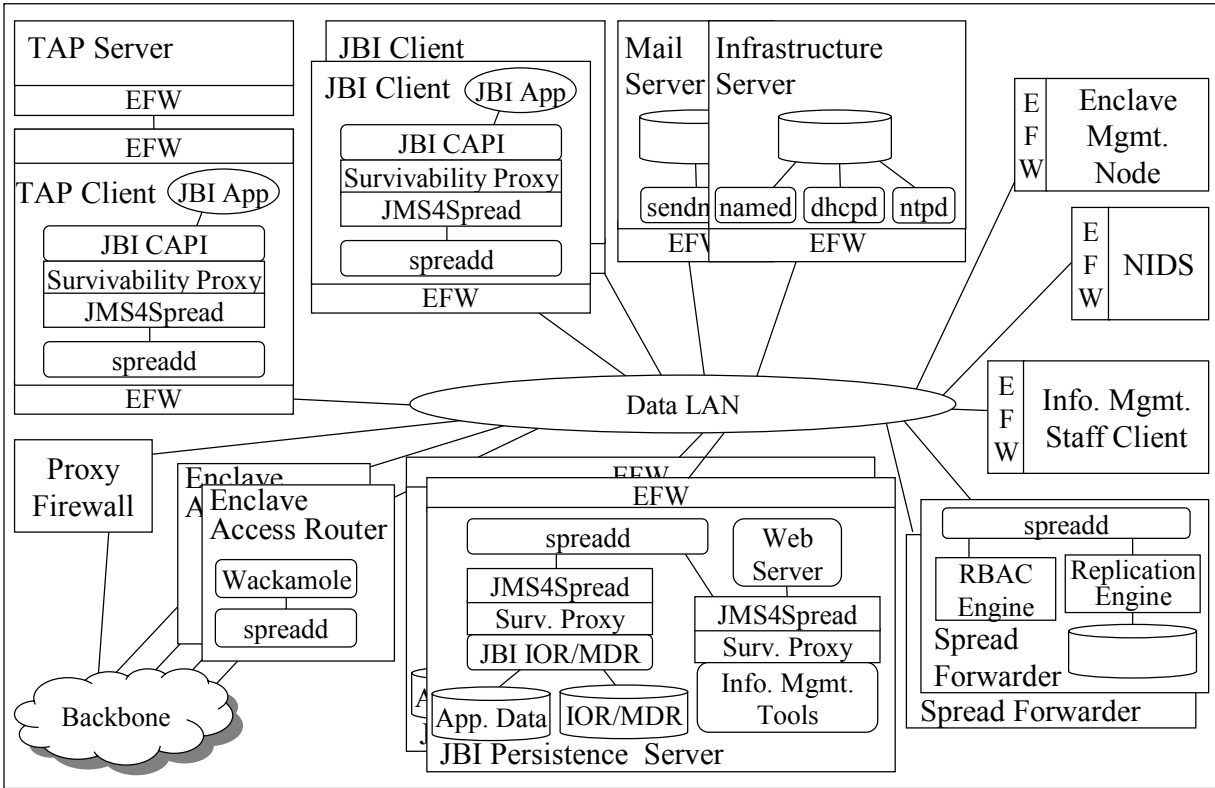 TAP Server
EFW
EFW
TAP Client
JBI App
JBI CAPI
Survivability Proxy
JMS4Spread
spreadd
EFW
JBI Client
JBI Client
JBI App
JBI CAPI
Survivability Proxy
JMS4Spread
spreadd
EFW
Mail
Server
EFW
Infrastructure
Server
named
dhcpd
ntpd
EFW
E
F
W
Enclave
Mgmt.
Node
E
F
W
NIDS
E
F
W
Info. Mgmt.
Staff Client
Data LAN
Proxy
Firewall
Enclave
Enclave
Access Router
Wackamole
spreadd
Backbone
EFW
EFW
spreadd
Web
Server
JMS4Spread
Surv. Proxy
JBI IOR/MDR
App. Data
IOR/MDR
JMS4Spread
Surv. Proxy
Info. Mgmt.
Tools
JBI Persistence Server
spreadd
RBAC
Engine
Replication
Engine
Spread
Forwarder
Spread Forwarder